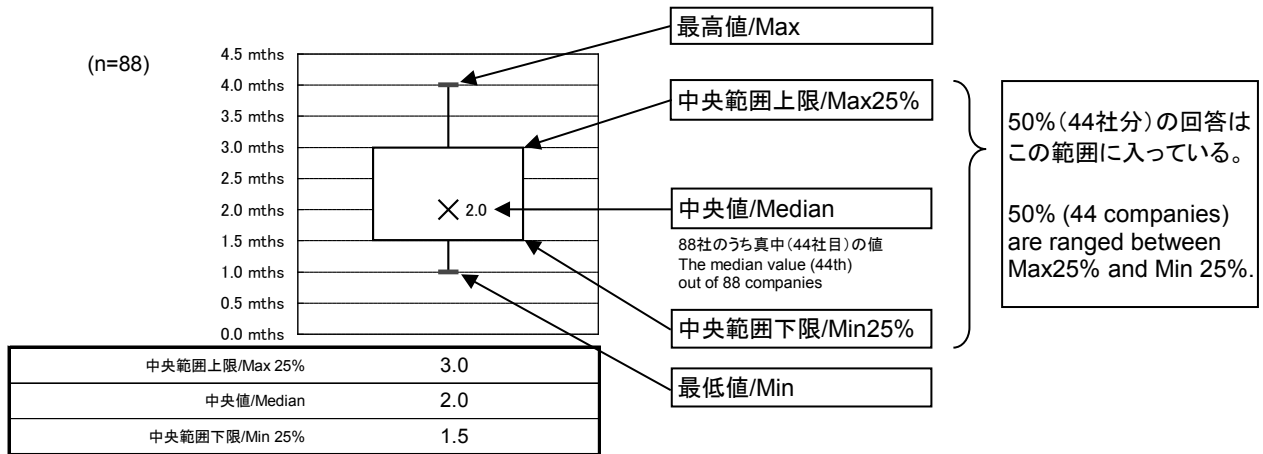 (n=88)
4.5 mths
4.0 mths
3.5 mths
3.0 mths
2.5 mths
2.0 mths
1.5 mths
1.0 mths
0.5 mths
0.0 mths
2.0
最高値/Max
中央範囲上限/Max25%
中央値/Median
88社のうち真中(44社目)の値
The median value (44th)
out of 88 companies
中央範囲下限/Min25%
最低値/Min
50%(44社分)の回答は
この範囲に入っている。
50% (44 companies)
are ranged between
Max25% and Min 25%.
中央範囲上限/Max 25% 3.0
中央値/Median 2.0
中央範囲下限/Min 25% 1.5